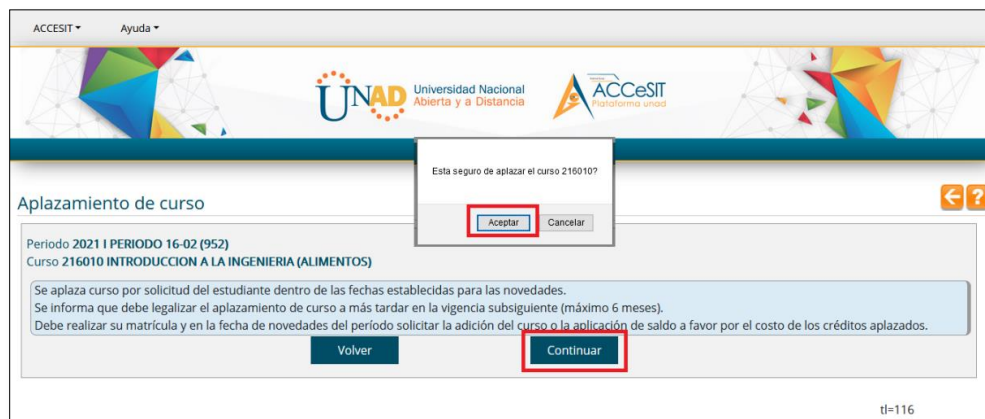 ACCESIT Ayuda
UNAD Universidad Nacional
Abierta y a Distancia
ACCeSIT
Plataforma unad
Esta seguro de aplazar el curso 216010?
Aceptar Cancelar
Aplazamiento de curso
?
Periodo 2021 I PERIODO 16-02 (952)
Curso 216010 INTRODUCCION A LA INGENIERIA (ALIMENTOS)
Se aplaza curso por solicitud del estudiante dentro de las fechas establecidas para las novedades.
Se informa que debe legalizar el aplazamiento de curso a más tardar en la vigencia subsiguiente (máximo 6 meses).
Debe realizar su matrícula y en la fecha de novedades del período solicitar la adición del curso o la aplicación de saldo a favor por el costo de los créditos aplazados.
Volver Continuar
tl=116